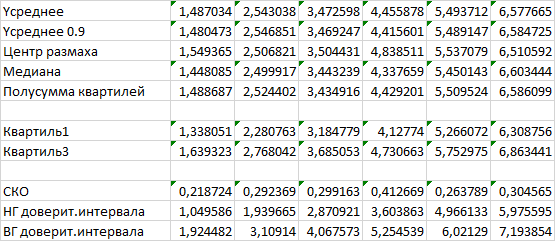 Yсреднее 1,487034 2,543038 3,472598 4,455878 5,493712 6,577665
Yсреднее 0.9 1,480473 2,546851 3,469247 4,415601 5,489147 6,584725
Центр размаха 1,549365 2,506821 3,504431 4,838511 5,537079 6,510592
Медиана 1,448085 2,499917 3,443239 4,337659 5,450143 6,603444
Полусумма квартилей 1,488687 2,524402 3,434916 4,429201 5,509524 6,586099
Квартиль1 1,338051 2,280763 3,184779 4,12774 5,266072 6,308756
Квартиль3 1,639323 2,768042 3,685053 4,730663 5,752975 6,863441
СКО 0,218724 0,292369 0,299163 0,412669 0,263789 0,304565
НГ доверит.интервала 1,049586 1,939665 2,870921 3,603863 4,966133 5,975595
ВГ доверит.интервала 1,924482 3,10914 4,067573 5,254539 6,02129 7,193854